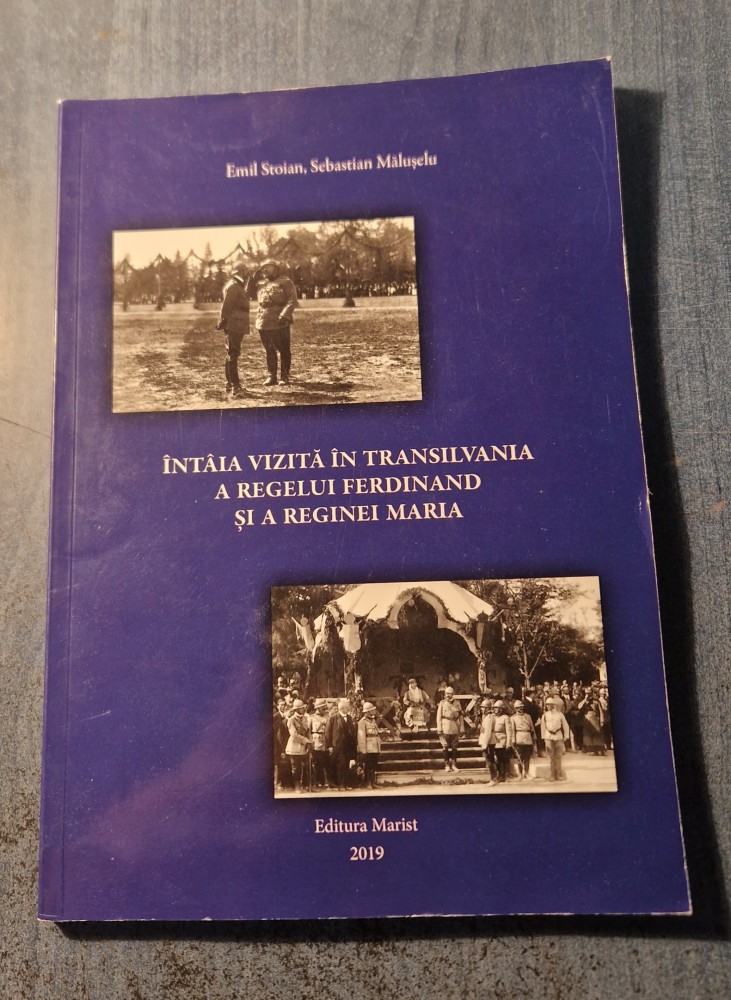 Emil Stoian, Sebastian Mălușelu
ÎNTÂIA VIZITĂ ÎN TRANSILVANIA
A REGELUI FERDINAND
ȘI A REGINEI MARIA
Editura Marist
2019